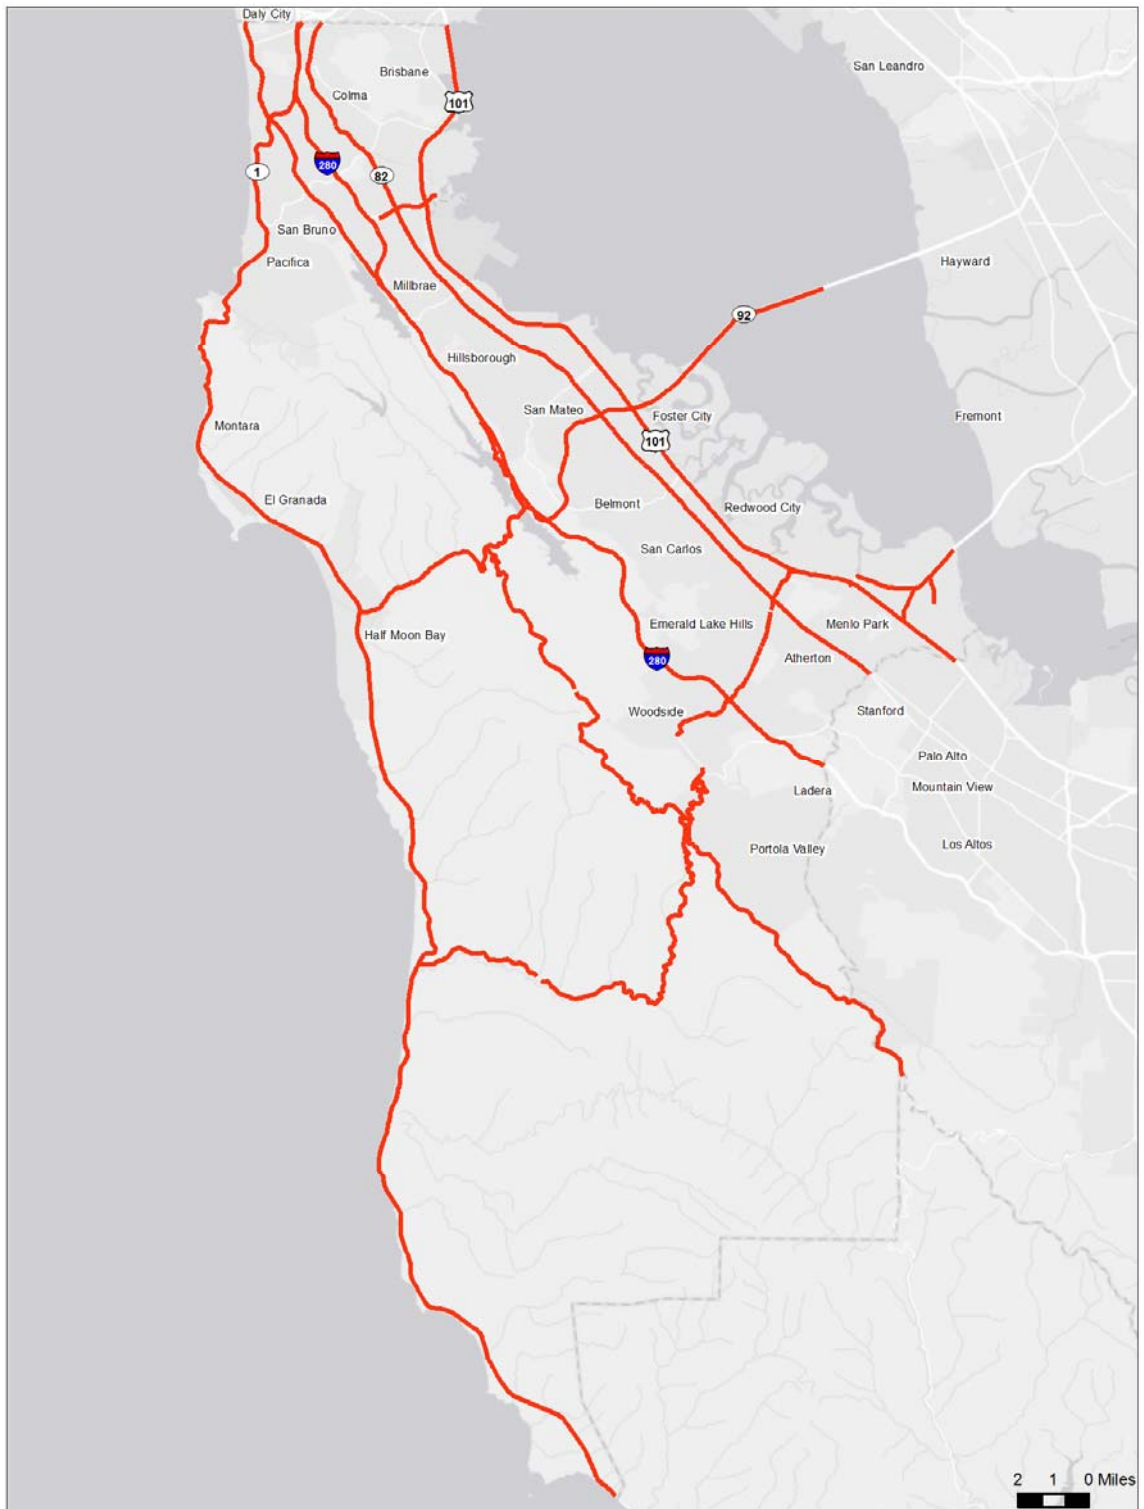 Daly City
San Leandro
Brisbane
Colma
101
280
1
82
San Bruno
Pacifica
Hayward
Millbrae
92
Hillsborough
San Mateo
Foster City
Fremont
Montara
101
El Granada
Belmont
Redwood City
San Carlos
Emerald Lake Hills
Menlo Park
Half Moon Bay
280
Atherton
Woodside
Stanford
Palo Alto
Mountain View
Ladera
Los Altos
Portola Valley
2 1 0 Miles